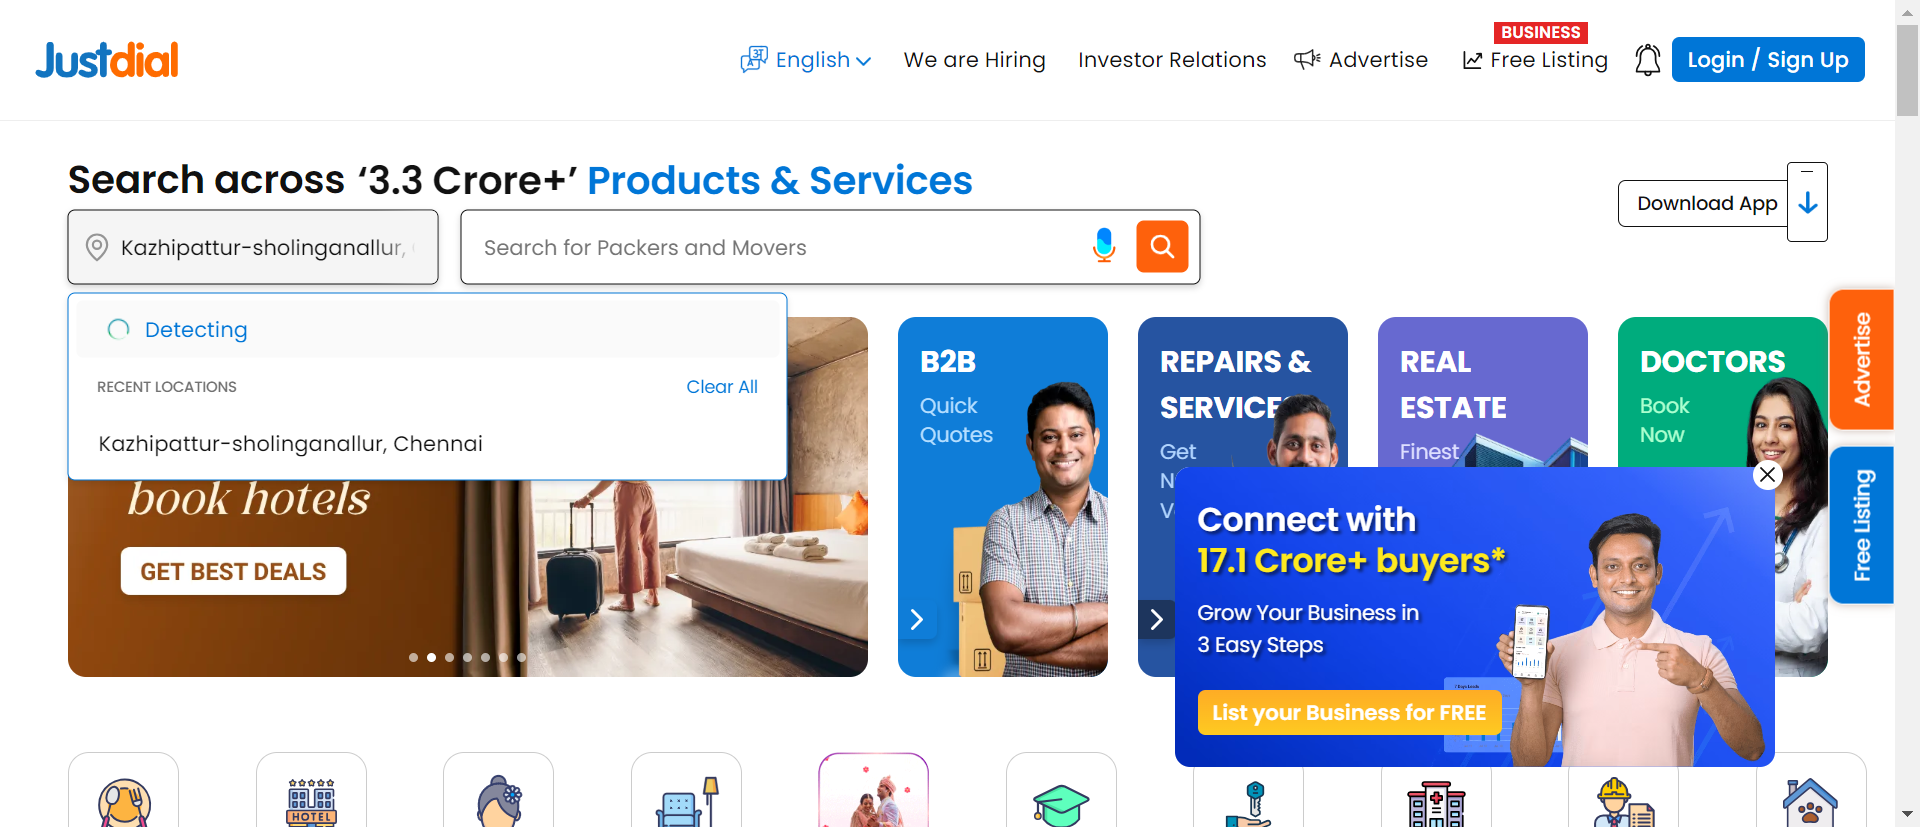 Justdial
English
We are Hiring
Investor Relations
Advertise
BUSINESS
Free Listing
Login / Sign Up
Search across ‘3.3 Crore+’ Products & Services
Download App
Kazhipattur-sholinganallur,
Search for Packers and Movers
Detecting
RECENT LOCATIONS
Clear All
Kazhipattur-sholinganallur, Chennai
book hotels
GET BEST DEALS
B2B
Quick
Quotes
REPAIRS &
SERVICES
Get
REAL
ESTATE
Finest
DOCTORS
Book
Now
Advertise
Free Listing
Connect with
17.1 Crore+ buyers*
Grow Your Business in
3 Easy Steps
List your Business for FREE
HOTEL